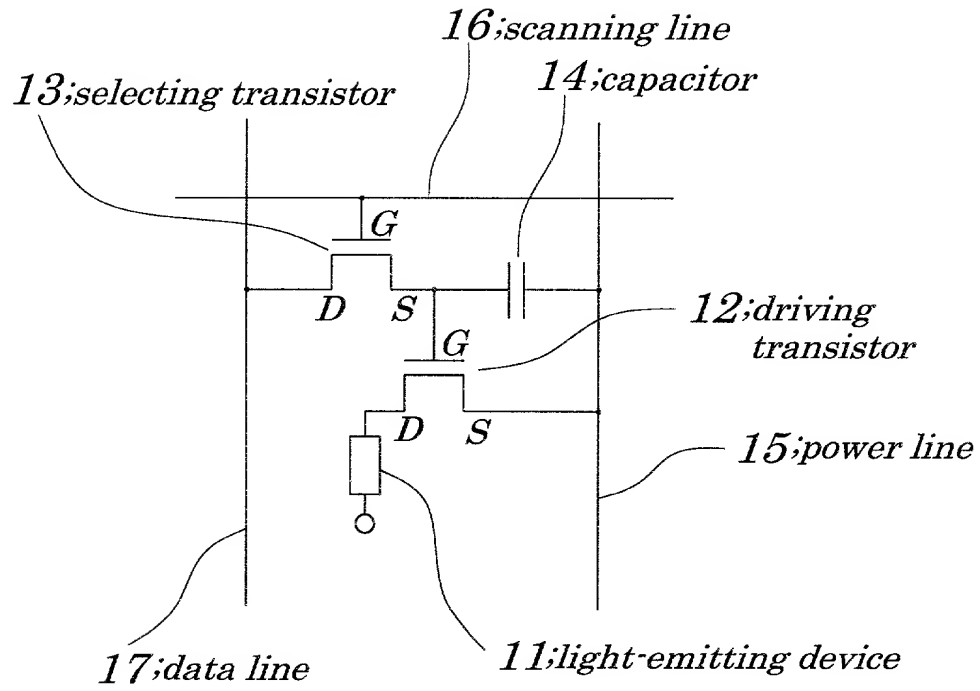 16;scanning line
14;capacitor
13;selecting transistor
G
D
S
12;driving
transistor
G
D
S
15;power line
17;data line
11;light-emitting device